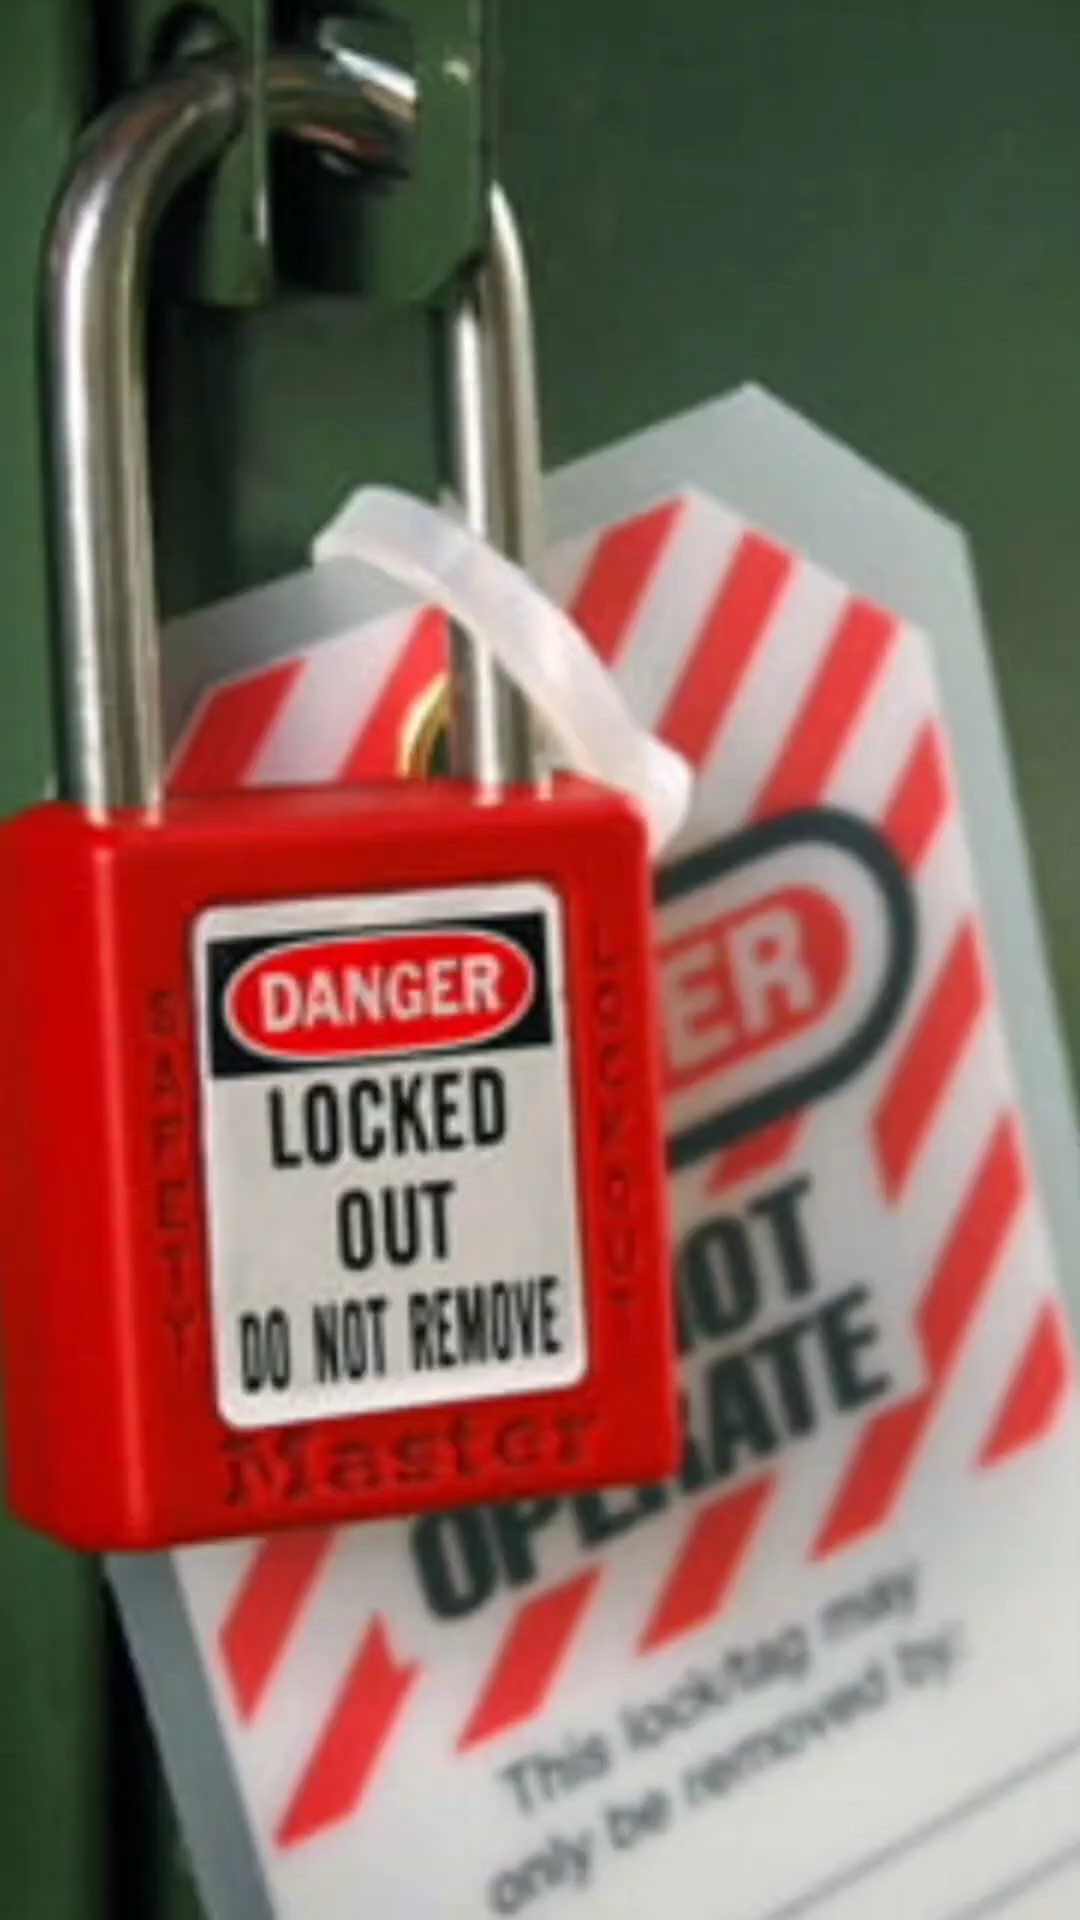 DANGER
LOCKED
OUT
DO NOT REMOVE
SAFETY
LOCKOUT
Master
ER
NOT
OPERATE
This lock/tag may
only be removed by: